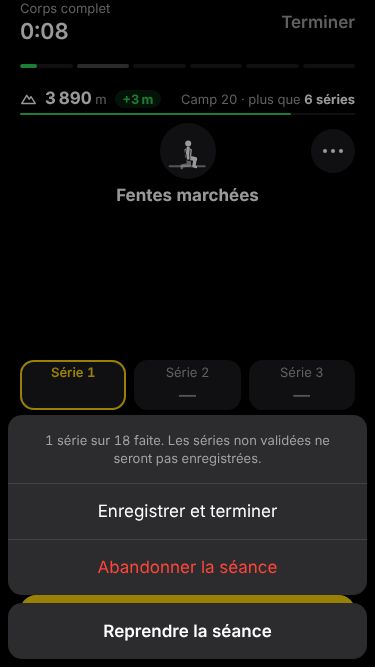 Corps complet
0:08
Terminer
3 890 m +3 m Camp 20 · plus que 6 séries
Fentes marchées
Série 1 Série 2 Série 3
— —
1 série sur 18 faite. Les séries non validées ne
seront pas enregistrées.
Enregistrer et terminer
Abandonner la séance
Reprendre la séance